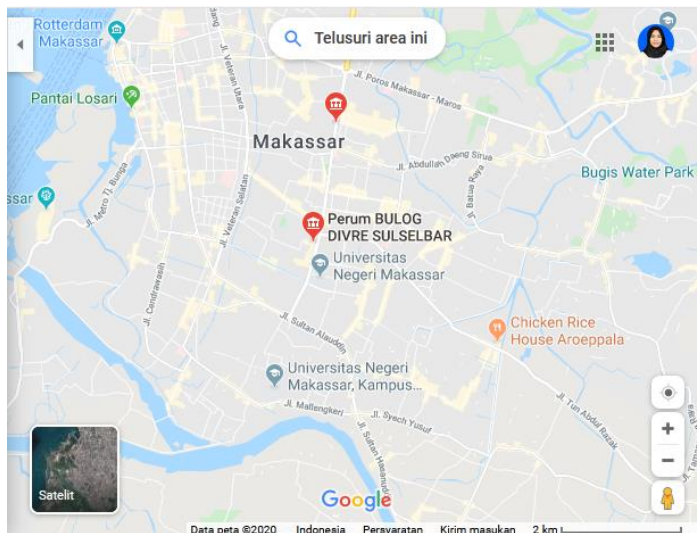 Rotterdam
Makassar
Telusuri area ini
Jl. Veteran Utara
Jl. Poros Makassar - Maros
Pantai Losari
Makassar
Jl. Abdullah Daeng Sirua
Bugis Water Park
Jl. Batua Raya
ssar
Jl. Metro Tj. Bunga
Jl. Veteran Selatan
Perum BULOG
DIVRE SULSELBAR
Universitas
Negeri Makassar
Jl. Cendrawasih
Chicken Rice
House Aroeppala
Jl. Sultan Alauddin
Universitas Negeri
Makassar, Kampus...
Jl. Mallengkeri
Jl. Syech Yusuf
Jl. Tun Abdul Razak
Satelit
Google
Data peta ©2020 Indonesia Persyaratan Kirim masukan 2 km